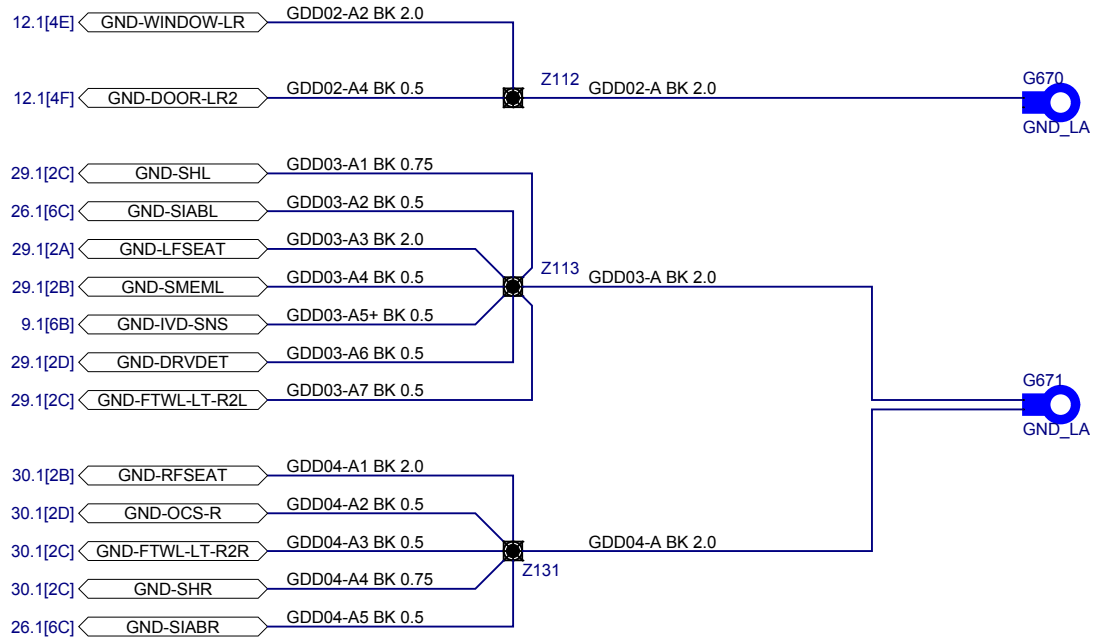 12.1[4E] GND-WINDOW-LR GDD02-A2 BK 2.0
12.1[4F] GND-DOOR-LR2 GDD02-A4 BK 0.5 Z112 GDD02-A BK 2.0 G670
GND_LA
29.1[2C] GND-SHL GDD03-A1 BK 0.75
26.1[6C] GND-SIABL GDD03-A2 BK 0.5
29.1[2A] GND-LFSEAT GDD03-A3 BK 2.0
29.1[2B] GND-SMEML GDD03-A4 BK 0.5 Z113 GDD03-A BK 2.0
9.1[6B] GND-IVD-SNS GDD03-A5+ BK 0.5
29.1[2D] GND-DRVDET GDD03-A6 BK 0.5
29.1[2C] GND-FTWL-LT-R2L GDD03-A7 BK 0.5 G671
GND_LA
30.1[2B] GND-RFSEAT GDD04-A1 BK 2.0
30.1[2D] GND-OCS-R GDD04-A2 BK 0.5
30.1[2C] GND-FTWL-LT-R2R GDD04-A3 BK 0.5 GDD04-A BK 2.0
Z131
30.1[2C] GND-SHR GDD04-A4 BK 0.75
26.1[6C] GND-SIABR GDD04-A5 BK 0.5